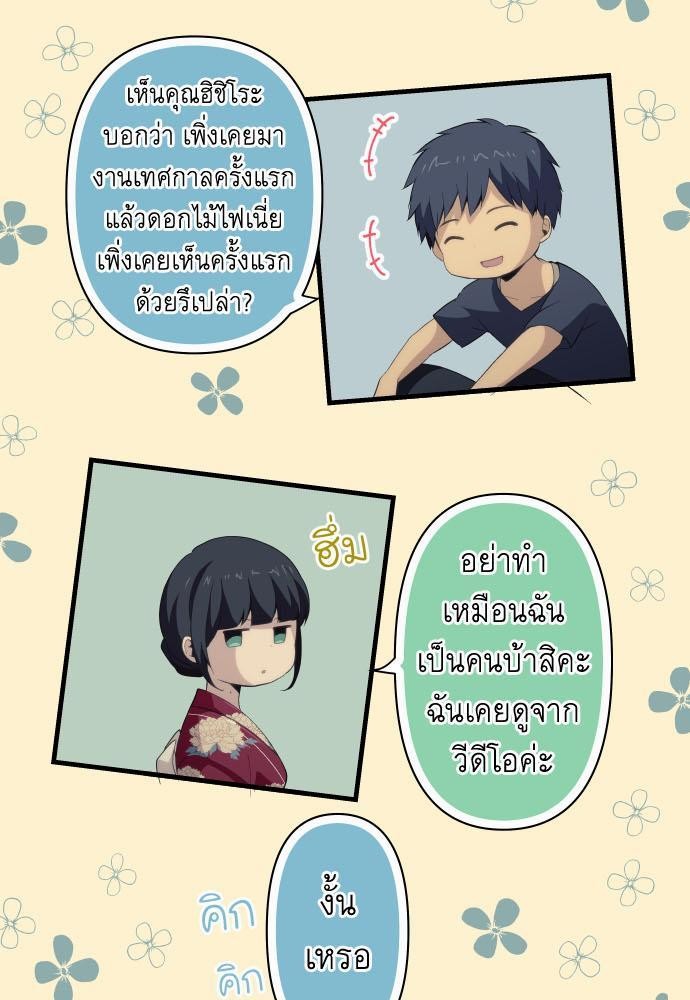 เห็นคุณฮิชิโระ
บอกว่า เพิ่งเคยมา
งานเทศกาลครั้งแรก
แล้วดอกไม้ไฟเนี่ย
เพิ่งเคยเห็นครั้งแรก
ด้วยรึเปล่า?
ฮึ่ม
อย่าทำ
เหมือนฉัน
เป็นคนบ้าสิคะ
ฉันเคยดูจาก
วีดีโอค่ะ
งั้น
เหรอ
คิก
คิก